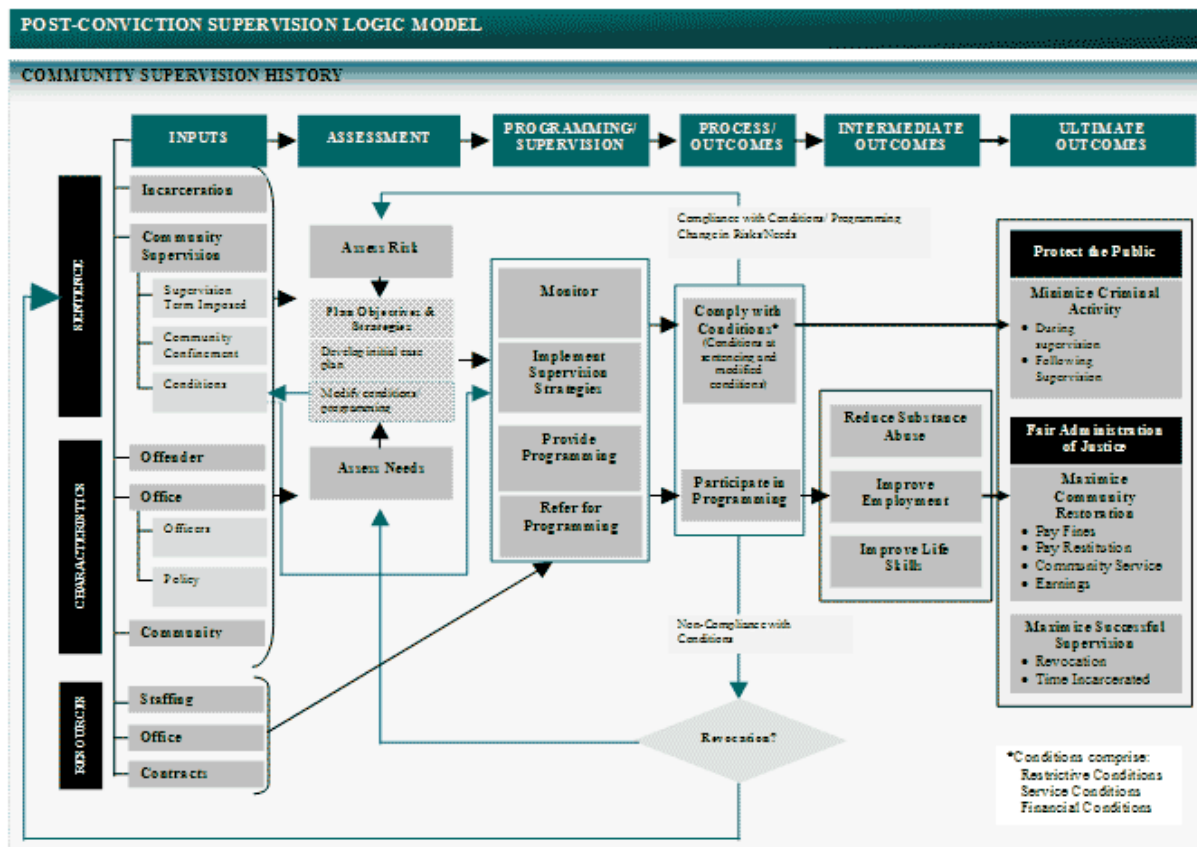 POST-CONVICTION SUPERVISION LOGIC MODEL
COMMUNITY SUPERVISION HISTORY
INPUTS
ASSESSMENT
PROGRAMMING/
SUPERVISION
PROCESS/
OUTCOMES
INTERMEDIATE
OUTCOMES
ULTIMATE
OUTCOMES
SENTENCE
Incarceration
Community
Supervision
Supervision
Term Imposed
Community
Confinement
Conditions
CHARACTERISTICS
Offender
Office
Officers
Policy
Community
RESOURCES
Staffing
Office
Contracts
Assess Risk
Plan Objectives &
Strategies
Develop initial case
plan
Modify conditions
programming
Assess Needs
Monitor
Implement
Supervision
Strategies
Provide
Programming
Refer for
Programming
Compliance with Conditions/ Programming
Change in Risks/Needs
Comply with
Conditions*
(Conditions at
sentencing and
modified
conditions)
Participate in
Programming
Non-Compliance with
Conditions
Revocation?
Reduce Substance
Abuse
Improve
Employment
Improve Life
Skills
Protect the Public
Minimize Criminal
Activity
• During
supervision
• Following
Supervision
Fair Administration
of Justice
Maximize
Community
Restoration
• Pay Fines
• Pay Restitution
• Community Service
• Earnings
Maximize Successful
Supervision
• Revocation
• Time Incarcerated
*Conditions comprise:
Restrictive Conditions
Service Conditions
Financial Conditions